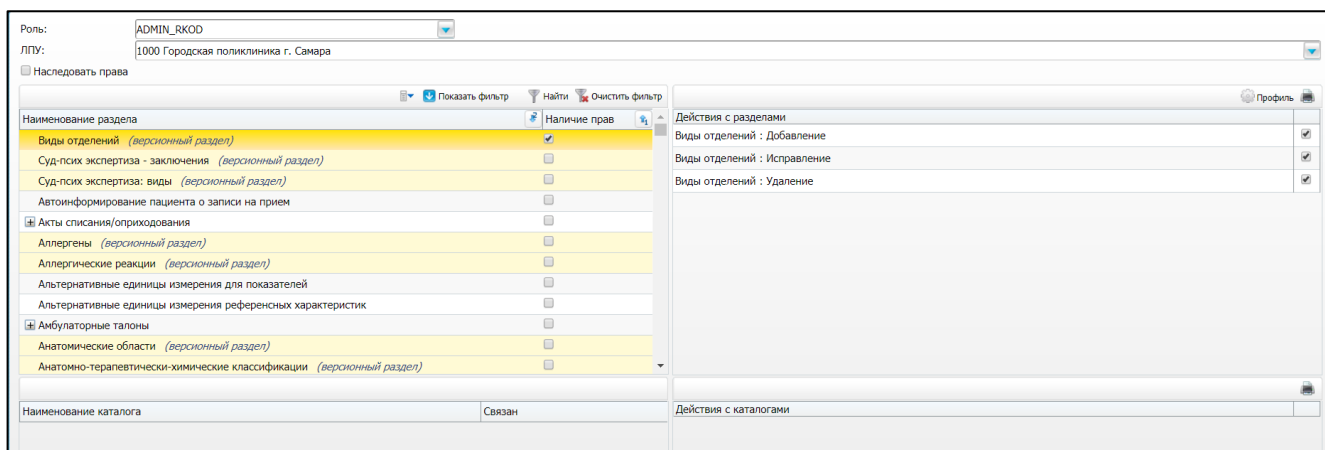 Роль: ADMIN_RKOD
ЛПУ: 1000 Городская поликлиника г. Самара
Наследовать права
Показать фильтр Найти Очистить фильтр Профиль
Наименование раздела Наличие прав Действия с разделами
Виды отделений (версионный раздел) Виды отделений : Добавление
Суд-псих экспертиза - заключения (версионный раздел) Виды отделений : Исправление
Суд-псих экспертиза: виды (версионный раздел) Виды отделений : Удаление
Автоинформирование пациента о записи на прием
Акты списания/оприходования
Аллергены (версионный раздел)
Аллергические реакции (версионный раздел)
Альтернативные единицы измерения для показателей
Альтернативные единицы измерения референсных характеристик
Амбулаторные талоны
Анатомические области (версионный раздел)
Анатомно-терапевтически-химические классификации (версионный раздел)
Наименование каталога Связан Действия с каталогами